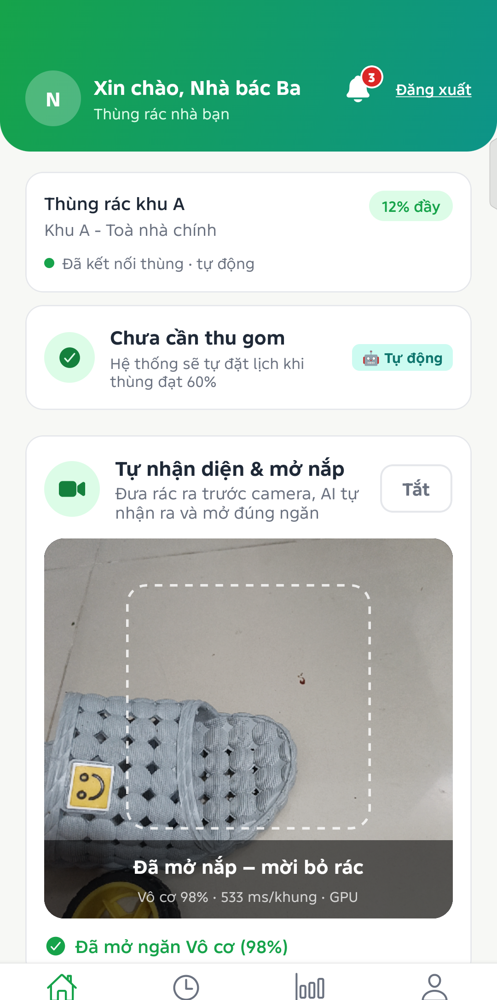 N
Xin chào, Nhà bác Ba
Thùng rác nhà bạn
3
Đăng xuất
Thùng rác khu A
12% đầy
Khu A - Toà nhà chính
Đã kết nối thùng · tự động
Chưa cần thu gom
Hệ thống sẽ tự đặt lịch khi
thùng đạt 60%
🤖 Tự động
Tự nhận diện & mở nắp
Đưa rác ra trước camera, AI tự
nhận ra và mở đúng ngăn
Tắt
Đã mở nắp – mời bỏ rác
Vô cơ 98% · 533 ms/khung · GPU
Đã mở ngăn Vô cơ (98%)